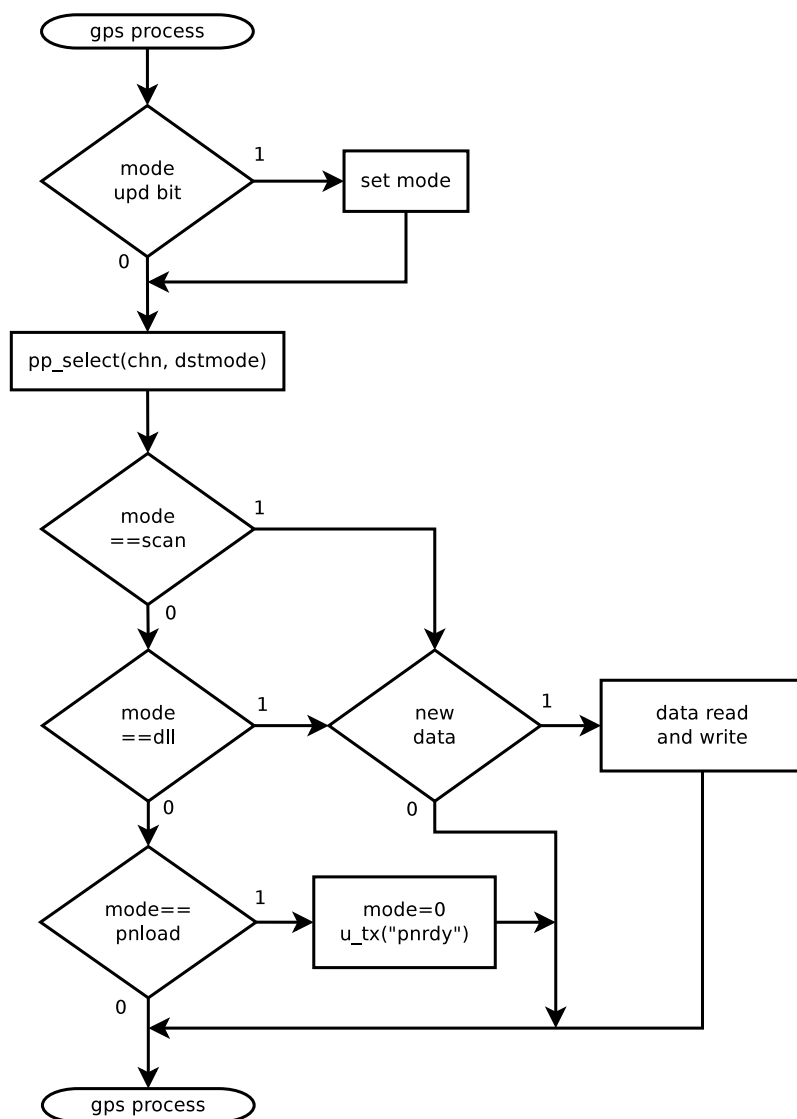 gps process
mode
upd bit
1
set mode
0
pp_select(chn, dstmode)
mode
==scan
1
0
mode
==dll
1
new
data
1
data read
and write
0
0
mode==
pnload
1
mode=0
u_tx("pnrdy")
0
gps process